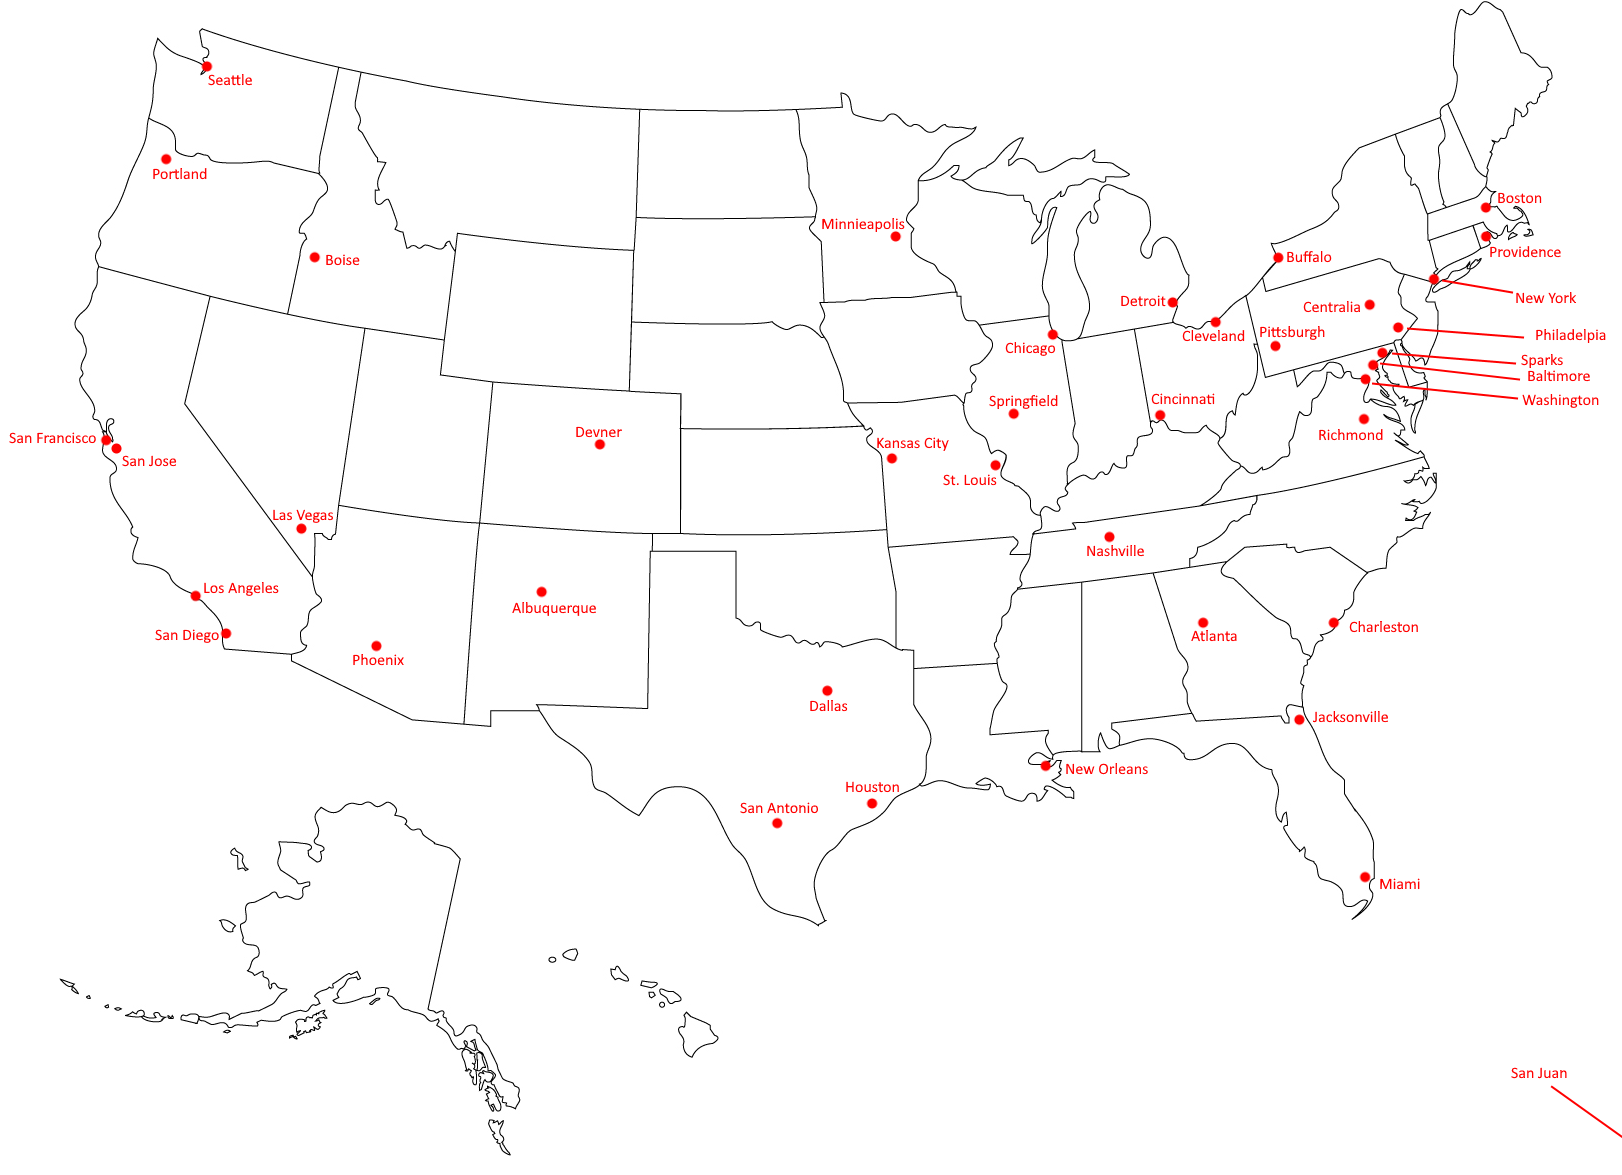 Seattle
Portland
Boston
Minnieapolis
Providence
Boise
Buffalo
New York
Detroit
Centralia
Cleveland
Pittsburgh
Philadelpia
Chicago
Sparks
Baltimore
Washington
Springfield
Cincinnati
Devner
Richmond
San Francisco
Kansas City
San Jose
St. Louis
Las Vegas
Nashville
Los Angeles
Albuquerque
San Diego
Atlanta
Charleston
Phoenix
Dallas
Jacksonville
New Orleans
Houston
San Antonio
Miami
San Juan